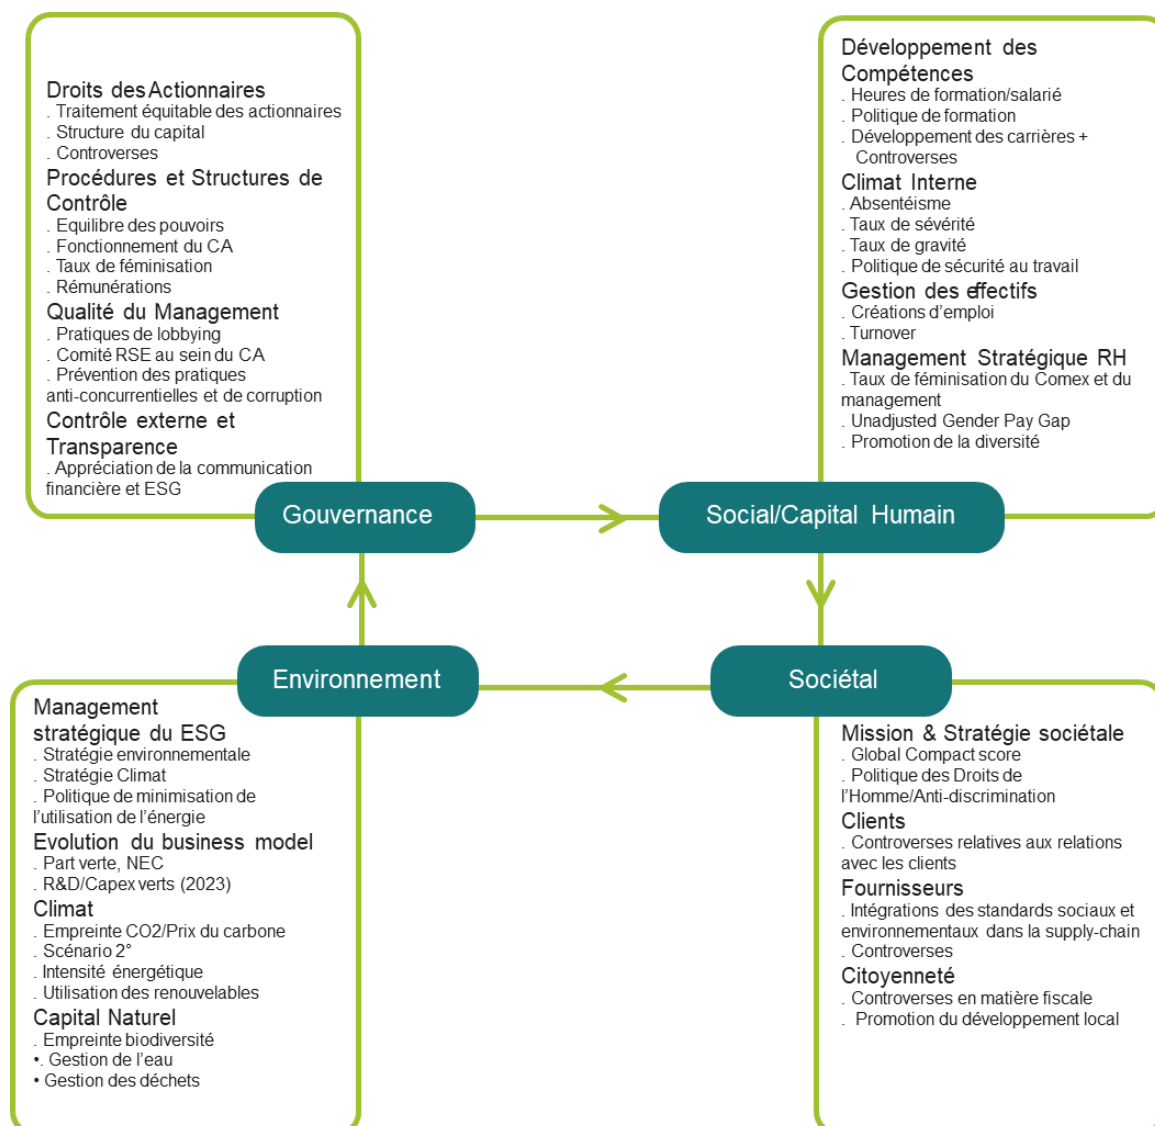 Droits des Actionnaires
. Traitement équitable des actionnaires
. Structure du capital
. Controverses
Procédures et Structures de
Contrôle
. Equilibre des pouvoirs
. Fonctionnement du CA
. Taux de féminisation
. Rémunérations
Qualité du Management
. Pratiques de lobbying
. Comité RSE au sein du CA
. Prévention des pratiques
anti-concurrentielles et de corruption
Contrôle externe et
Transparence
. Appréciation de la communication
financière et ESG
Gouvernance
Développement des
Compétences
. Heures de formation/salarié
. Politique de formation
. Développement des carrières +
Controverses
Climat Interne
. Absentéisme
. Taux de sévérité
. Taux de gravité
. Politique de sécurité au travail
Gestion des effectifs
. Créations d’emploi
. Turnover
Management Stratégique RH
. Taux de féminisation du Comex et du
management
. Unadjusted Gender Pay Gap
. Promotion de la diversité
Social/Capital Humain
Environnement
Management
stratégique du ESG
. Stratégie environnementale
. Stratégie Climat
. Politique de minimisation de
l’utilisation de l’énergie
Evolution du business model
. Part verte, NEC
. R&D/Capex verts (2023)
Climat
. Empreinte CO2/Prix du carbone
. Scénario 2°
. Intensité énergétique
. Utilisation des renouvelables
Capital Naturel
. Empreinte biodiversité
•. Gestion de l’eau
• Gestion des déchets
Sociétal
Mission & Stratégie sociétale
. Global Compact score
. Politique des Droits de
l’Homme/Anti-discrimination
Clients
. Controverses relatives aux relations
avec les clients
Fournisseurs
. Intégrations des standards sociaux et
environnementaux dans la supply-chain
. Controverses
Citoyenneté
. Controverses en matière fiscale
. Promotion du développement local